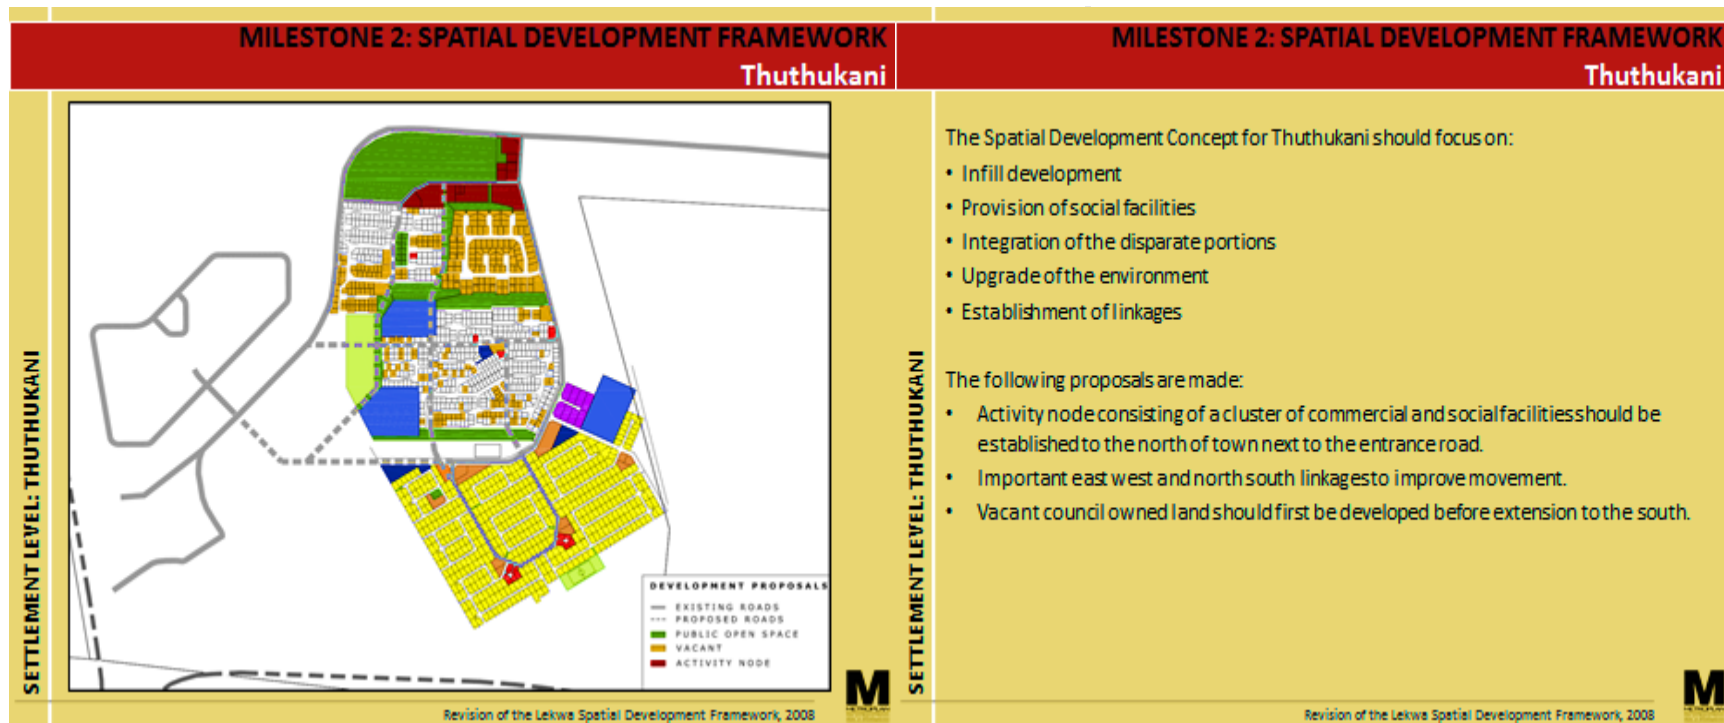 MILESTONE 2: SPATIAL DEVELOPMENT FRAMEWORK
Thuthukani
SETTLEMENT LEVEL: THUTHUKANI
DEVELOPMENT PROPOSALS
EXISTING ROADS
PROPOSED ROADS
PUBLIC OPEN SPACE
VACANT
ACTIVITY NODE
M
Revision of the Lekwa Spatial Development Framework, 2008
MILESTONE 2: SPATIAL DEVELOPMENT FRAMEWORK
Thuthukani
SETTLEMENT LEVEL: THUTHUKANI
The Spatial Development Concept for Thuthukani should focus on:
• Infill development
• Provision of social facilities
• Integration of the disparate portions
• Upgrade of the environment
• Establishment of linkages
The following proposals are made:
• Activity node consisting of a cluster of commercial and social facilities should be
established to the north of town next to the entrance road.
• Important east west and north south linkages to improve movement.
• Vacant council owned land should first be developed before extension to the south.
M
Revision of the Lekwa Spatial Development Framework, 2008